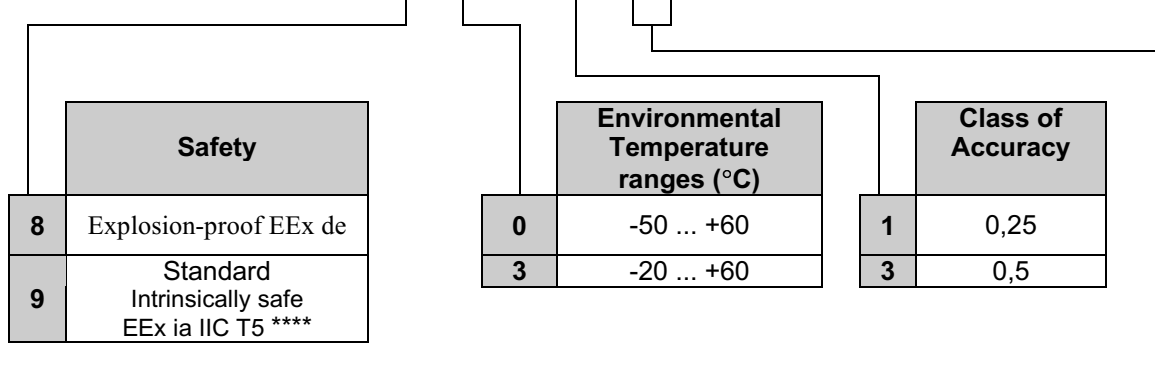 Safety
8 Explosion-proof EEx de
9 Standard
Intrinsically safe
EEx ia IIC T5 ****
Environmental
Temperature
ranges (°C)
0 -50 ... +60
3 -20 ... +60
Class of
Accuracy
1 0,25
3 0,5